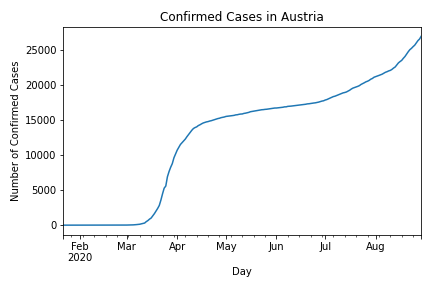 Confirmed Cases in Austria
Number of Confirmed Cases
25000
20000
15000
10000
5000
0
Feb
2020
Mar
Apr
May
Jun
Jul
Aug
Day